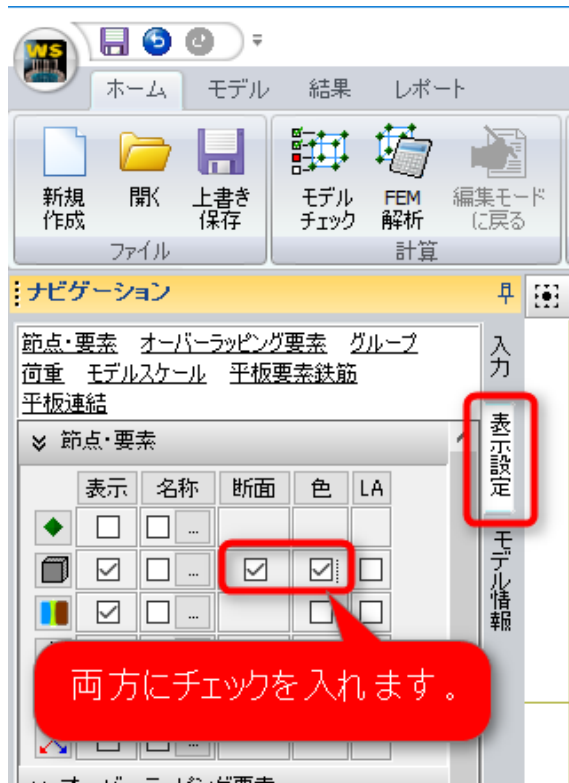 WS
ホーム モデル 結果 レポート
新規作成 開く 上書き保存 モデルチェック FEM解析 編集モードに戻る
ファイル 計算
ナビゲーション
節点・要素 オーバーラッピング要素 グループ
荷重 モデルスケール 平板要素鉄筋
平板連結
入力
表示設定
モデル情報
節点・要素
表示 名称 断面 色 LA
...
...
...
両方にチェックを入れます。
...